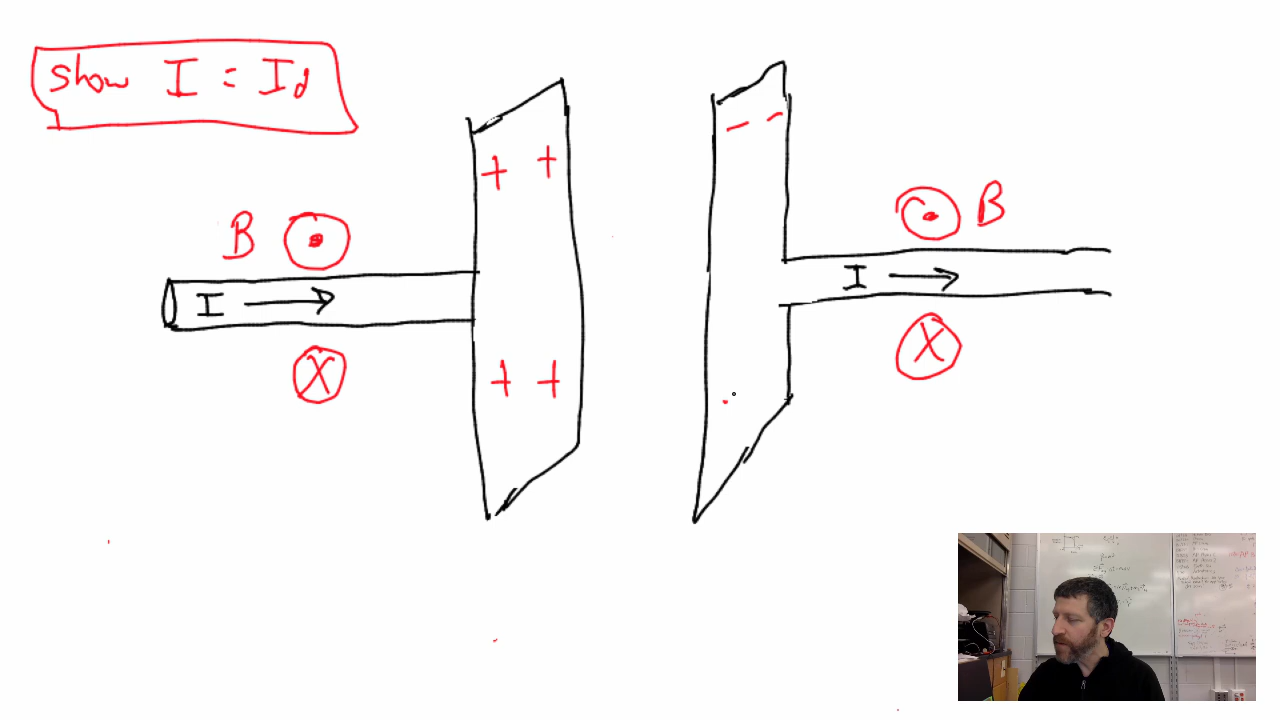 show I = Id
B
B
I →
I →
X
X
+ +
- -
+ +